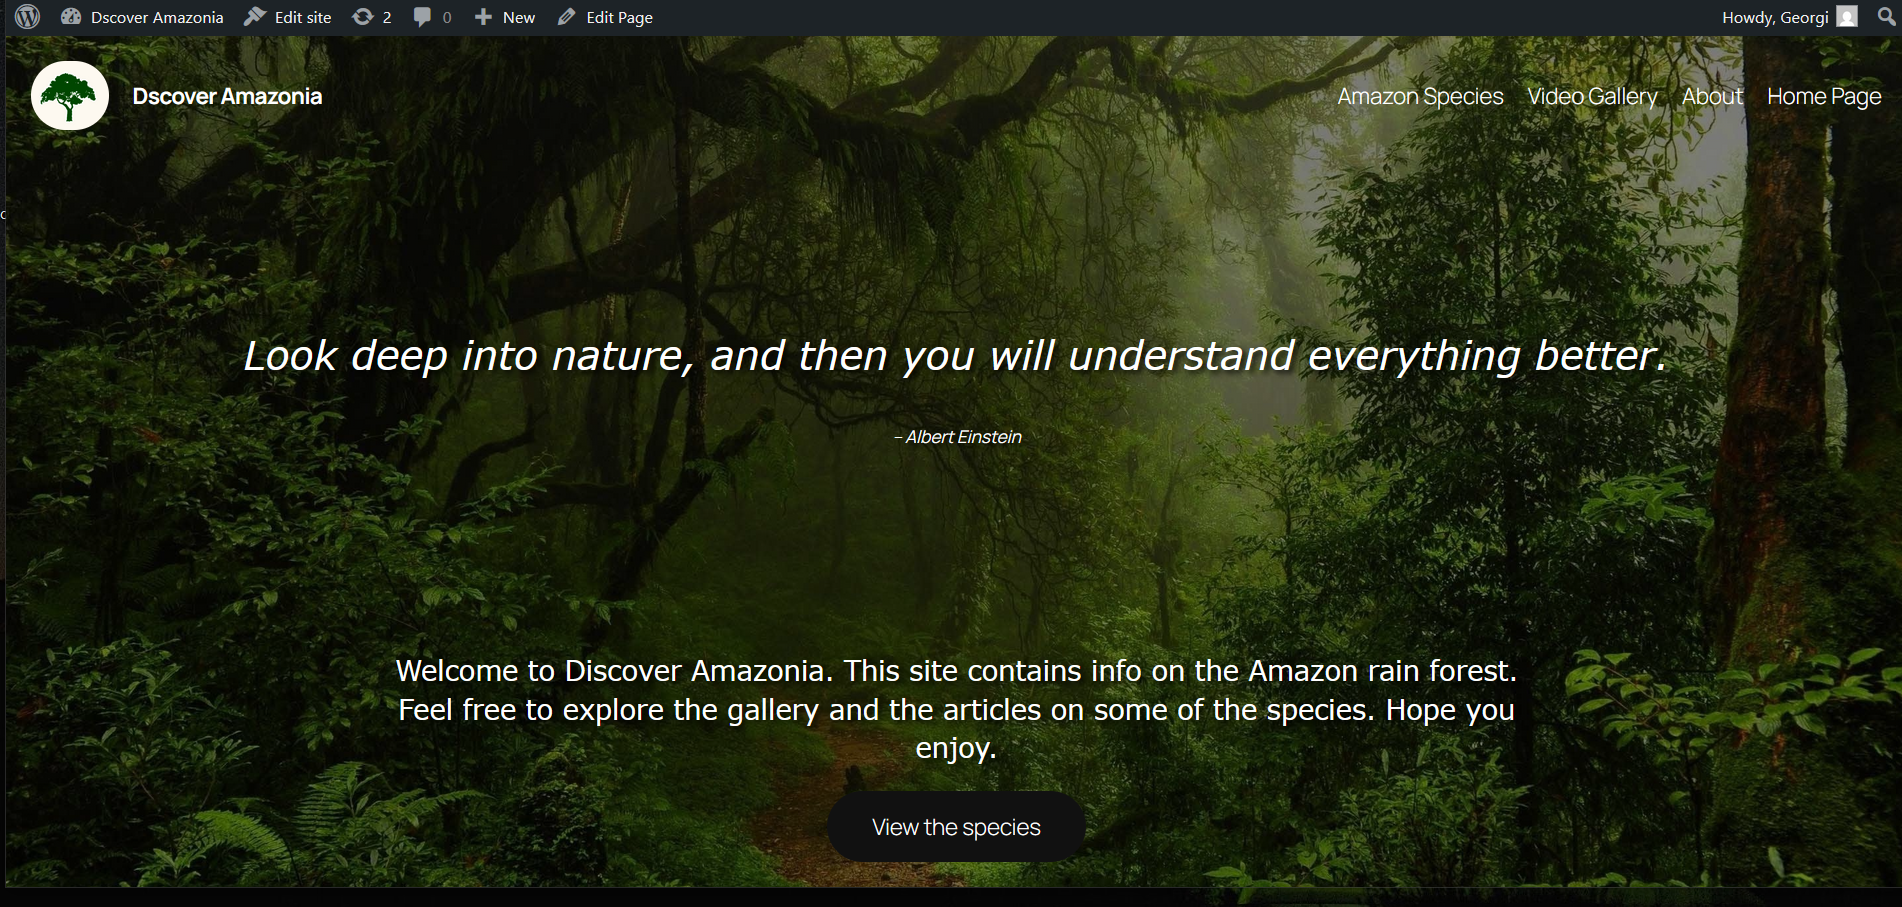 Dscover Amazonia Edit site 2 0 New Edit Page Howdy, Georgi
Dscover Amazonia Amazon Species Video Gallery About Home Page
Look deep into nature, and then you will understand everything better.
– Albert Einstein
Welcome to Discover Amazonia. This site contains info on the Amazon rain forest.
Feel free to explore the gallery and the articles on some of the species. Hope you
enjoy.
View the species